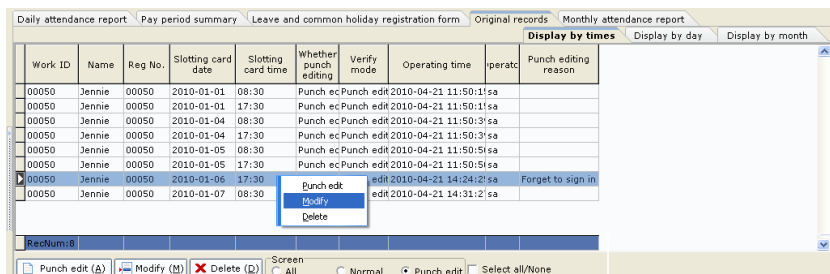 Daily attendance report Pay period summary Leave and common holiday registration form Original records Monthly attendance report
Display by times Display by day Display by month
Work ID Name Reg No. Slotting card date Slotting card time Whether punch editing Verify mode Operating time Punch editing reason
00050 Jennie 00050 2010-01-01 08:30 Punch ec Punch edit 2010-04-21 11:50:1 sa
00050 Jennie 00050 2010-01-01 17:30 Punch ec Punch edit 2010-04-21 11:50:1 sa
00050 Jennie 00050 2010-01-04 08:30 Punch ec Punch edit 2010-04-21 11:50:3 sa
00050 Jennie 00050 2010-01-04 17:30 Punch ec Punch edit 2010-04-21 11:50:3 sa
00050 Jennie 00050 2010-01-05 08:30 Punch ec Punch edit 2010-04-21 11:50:5 sa
00050 Jennie 00050 2010-01-05 17:30 Punch ec Punch edit 2010-04-21 11:50:5 sa
00050 Jennie 00050 2010-01-06 17:30 edit 2010-04-21 14:24:2 sa Forget to sign in
00050 Jennie 00050 2010-01-07 08:30 edit 2010-04-21 14:31:2 sa
Punch edit
Modify
Delete
RecNum:8
Punch edit (A) Modify (M) Delete (D) Screen All Normal Punch edit Select all/None